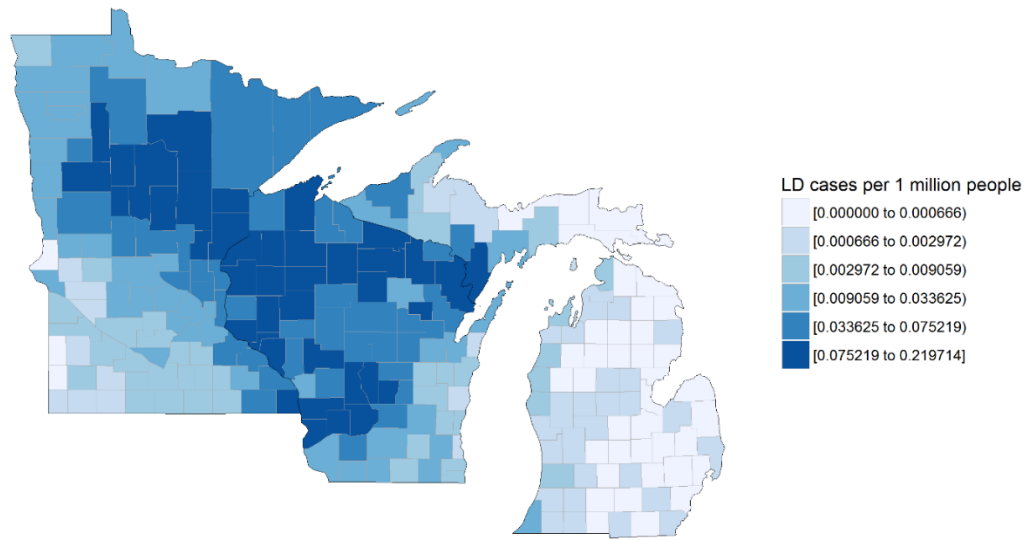 LD cases per 1 million people
[0.000000 to 0.000666)
[0.000666 to 0.002972)
[0.002972 to 0.009059)
[0.009059 to 0.033625)
[0.033625 to 0.075219)
[0.075219 to 0.219714]